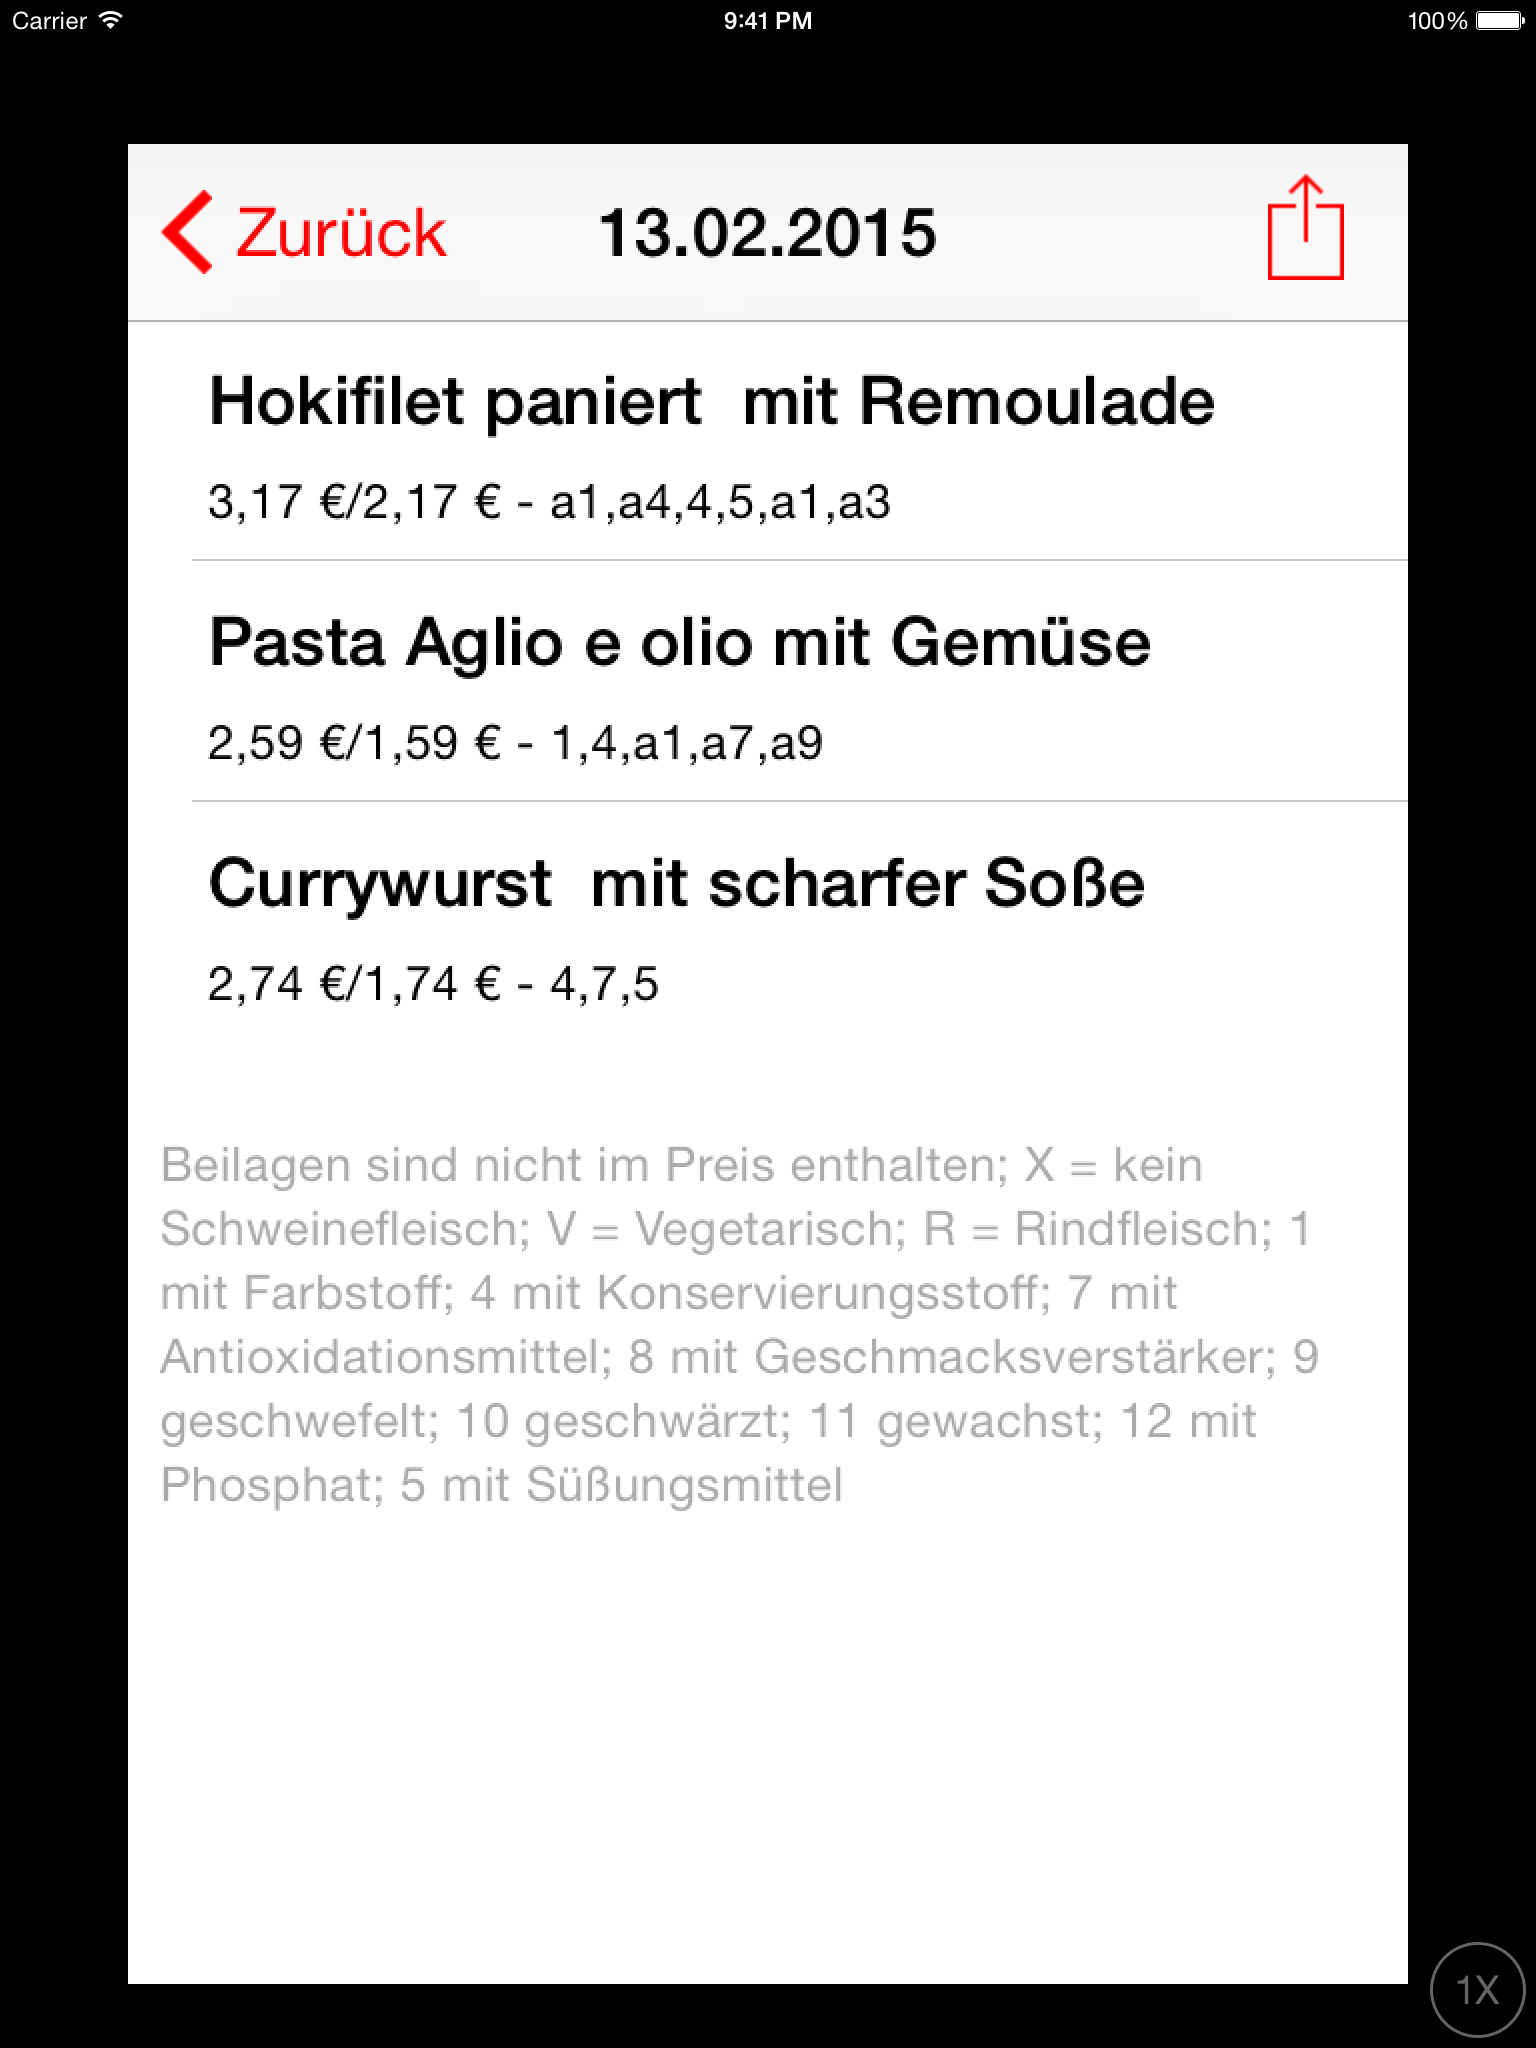 Carrier 9:41 PM 100%
Zurück 13.02.2015
Hokifilet paniert  mit Remoulade
3,17 €/2,17 € - a1,a4,4,5,a1,a3
Pasta Aglio e olio mit Gemüse
2,59 €/1,59 € - 1,4,a1,a7,a9
Currywurst  mit scharfer Soße
2,74 €/1,74 € - 4,7,5
Beilagen sind nicht im Preis enthalten; X = kein
Schweinefleisch; V = Vegetarisch; R = Rindfleisch; 1
mit Farbstoff; 4 mit Konservierungsstoff; 7 mit
Antioxidationsmittel; 8 mit Geschmacksverstärker; 9
geschwefelt; 10 geschwärzt; 11 gewachst; 12 mit
Phosphat; 5 mit Süßungsmittel
1X